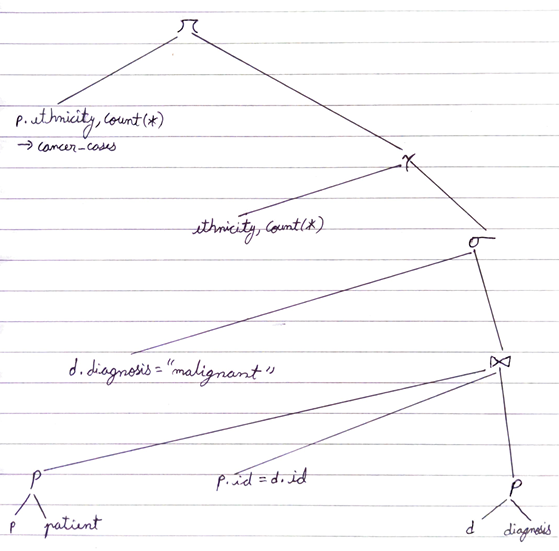 π
p. ethnicity, count(*)
→ cancer-cases
γ
ethnicity, count(*)
σ
d. diagnosis = "malignant"
⋈
ρ
p. id = d. id
ρ
p patient
d diagnosis